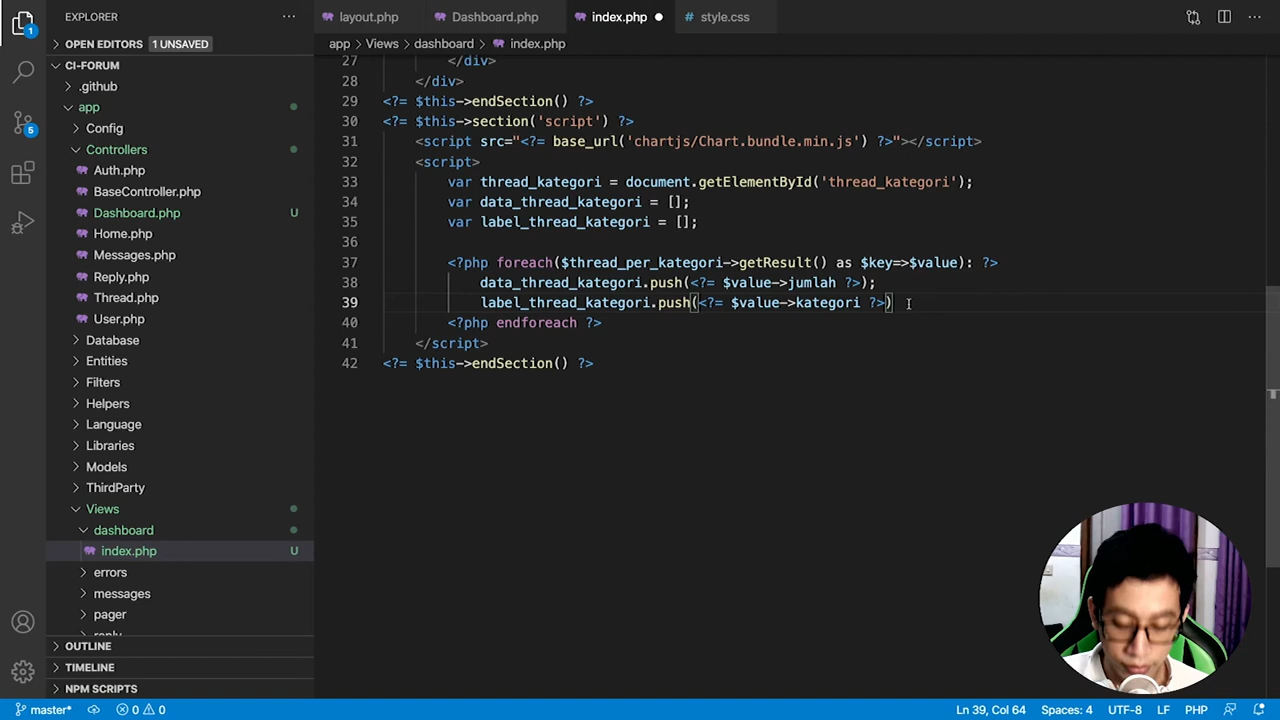 EXPLORER
···
layout.php
Dashboard.php
index.php
style.css
···
OPEN EDITORS 1 UNSAVED
app > Views > dashboard > index.php
CI-FORUM
.github
app
Config
Controllers
Auth.php
BaseController.php
Dashboard.php U
Home.php
Messages.php
Reply.php
Thread.php
User.php
Database
Entities
Filters
Helpers
Language
Libraries
Models
ThirdParty
Views
dashboard
index.php U
errors
messages
pager
reply
OUTLINE
TIMELINE
NPM SCRIPTS
1
5
27 </div>
28 </div>
29 <?= $this->endSection() ?>
30 <?= $this->section('script') ?>
31 <script src="<?= base_url('chartjs/Chart.bundle.min.js') ?>"></script>
32 <script>
33 var thread_kategori = document.getElementById('thread_kategori');
34 var data_thread_kategori = [];
35 var label_thread_kategori = [];
36
37 <?php foreach($thread_per_kategori->getResult() as $key=>$value): ?>
38 data_thread_kategori.push(<?= $value->jumlah ?>);
39 label_thread_kategori.push(<?= $value->kategori ?>)
40 <?php endforeach ?>
41 </script>
42 <?= $this->endSection() ?>
master* 0 0 Ln 39, Col 64 Spaces: 4 UTF-8 LF PHP